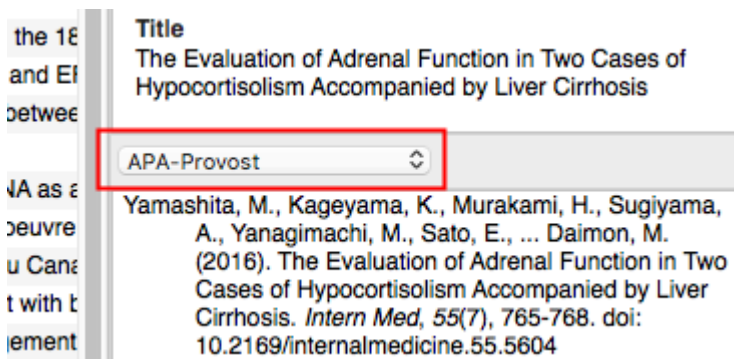 the 18
and
betwee
Title
The Evaluation of Adrenal Function in Two Cases of
Hypocortisolism Accompanied by Liver Cirrhosis
APA-Provost
as a
oeuvre
u Cana
t with
gement
Yamashita, M., Kageyama, K., Murakami, H., Sugiyama,
A., Yanagimachi, M., Sato, E., ... Daimon, M.
(2016). The Evaluation of Adrenal Function in Two
Cases of Hypocortisolism Accompanied by Liver
Cirrhosis. Intern Med, 55(7), 765-768. doi:
10.2169/internalmedicine.55.5604